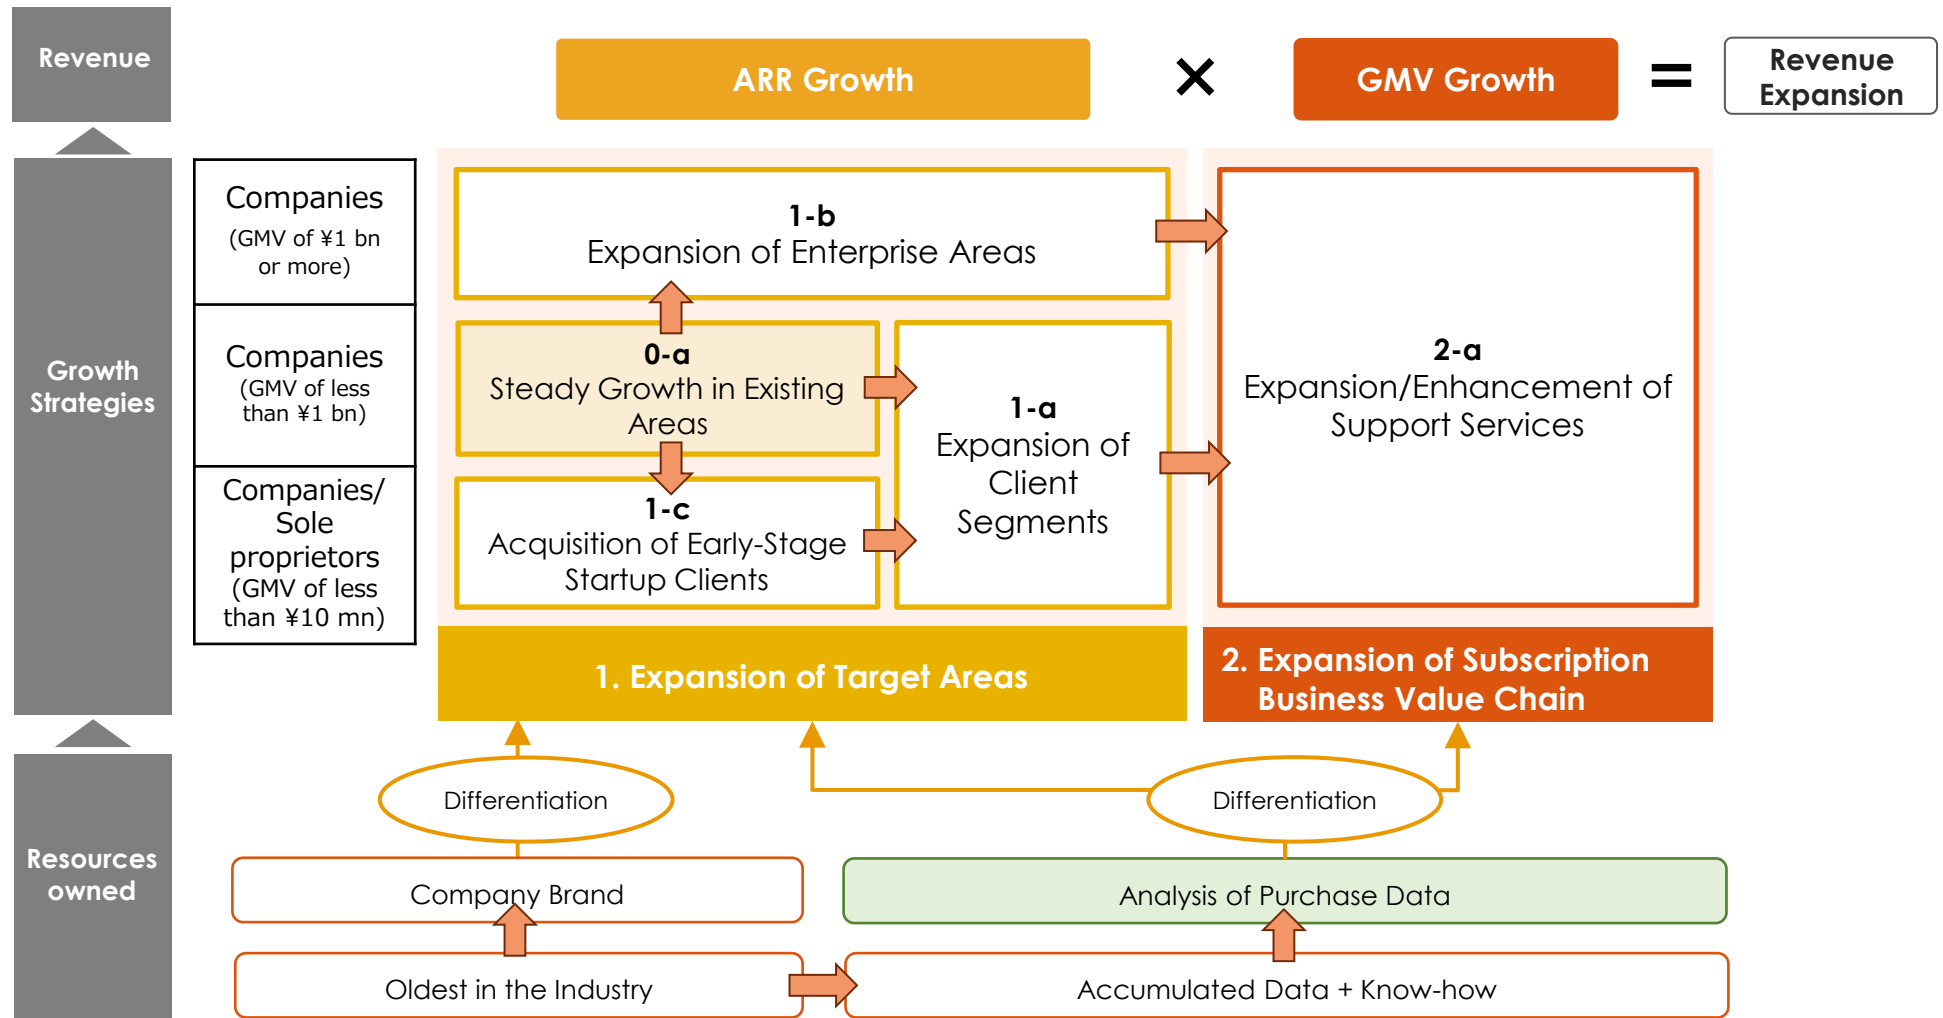 Revenue
ARR Growth
×
GMV Growth
=
Revenue
Expansion
Growth
Strategies
Companies
(GMV of ¥1 bn
or more)
Companies
(GMV of less
than ¥1 bn)
Companies/
Sole
proprietors
(GMV of less
than ¥10 mn)
1-b
Expansion of Enterprise Areas
0-a
Steady Growth in Existing
Areas
1-c
Acquisition of Early-Stage
Startup Clients
1-a
Expansion of
Client
Segments
2-a
Expansion/Enhancement of
Support Services
1. Expansion of Target Areas
2. Expansion of Subscription
Business Value Chain
Resources
owned
Differentiation
Differentiation
Company Brand
Analysis of Purchase Data
Oldest in the Industry
Accumulated Data + Know-how